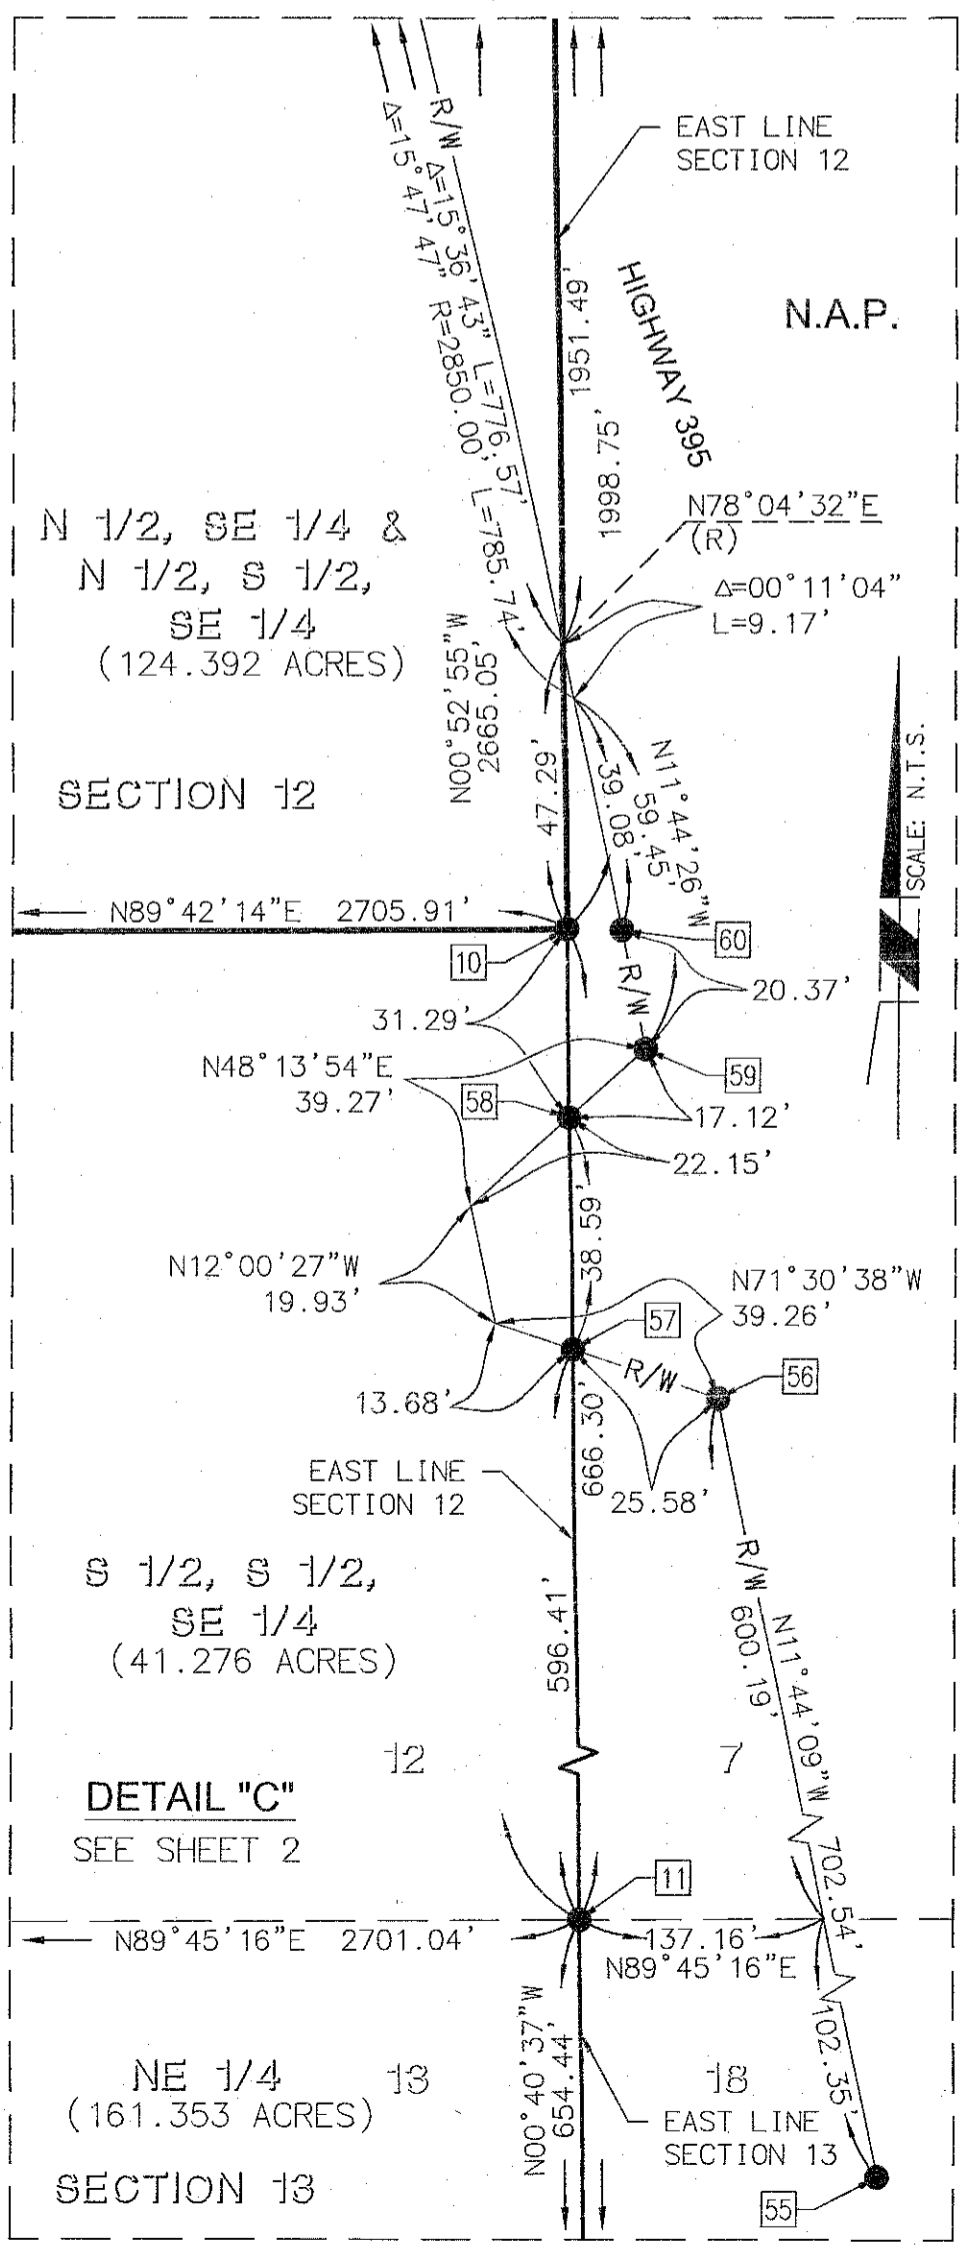 R/W
Δ=15°36'43" L=776.57'
Δ=15°47'47" R=2850.00' L=785.74'
EAST LINE
SECTION 12
1951.49'
1998.75'
HIGHWAY 395
N.A.P.
N78°04'32"E
(R)
Δ=00°11'04"
L=9.17'
N 1/2, SE 1/4 &
N 1/2, S 1/2,
SE 1/4
(124.392 ACRES)
SECTION 12
N00°52'55"W
2665.05'
47.29'
39.08'
N11°44'26"W
59.45'
SCALE: N.T.S.
N89°42'14"E 2705.91'
10
60
R/W
20.37'
31.29'
N48°13'54"E
39.27'
58
59
17.12'
22.15'
38.59'
N12°00'27"W
19.93'
N71°30'38"W
39.26'
57
R/W
56
13.68'
666.30'
25.58'
EAST LINE
SECTION 12
S 1/2, S 1/2,
SE 1/4
(41.276 ACRES)
596.41'
R/W
N11°44'09"W
600.19'
702.54'
12
7
DETAIL "C"
SEE SHEET 2
11
N89°45'16"E 2701.04'
137.16'
N89°45'16"E
102.35'
NE 1/4
(161.353 ACRES)
13
18
N00°40'37"W
654.44'
EAST LINE
SECTION 13
SECTION 13
55